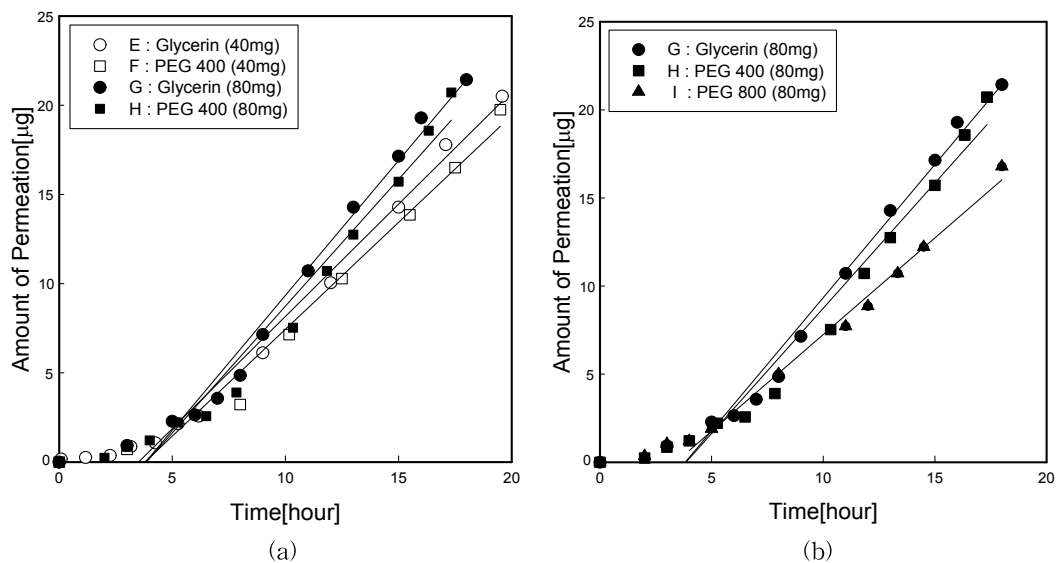 (a)
E : Glycerin (40mg)
F : PEG 400 (40mg)
G : Glycerin (80mg)
H : PEG 400 (80mg)
Amount of Permeation[μg]
25
20
15
10
5
0
0 5 10 15 20
Time[hour]
(a)
(b)
G : Glycerin (80mg)
H : PEG 400 (80mg)
I : PEG 800 (80mg)
Amount of Permeation[μg]
25
20
15
10
5
0
0 5 10 15 20
Time[hour]
(b)